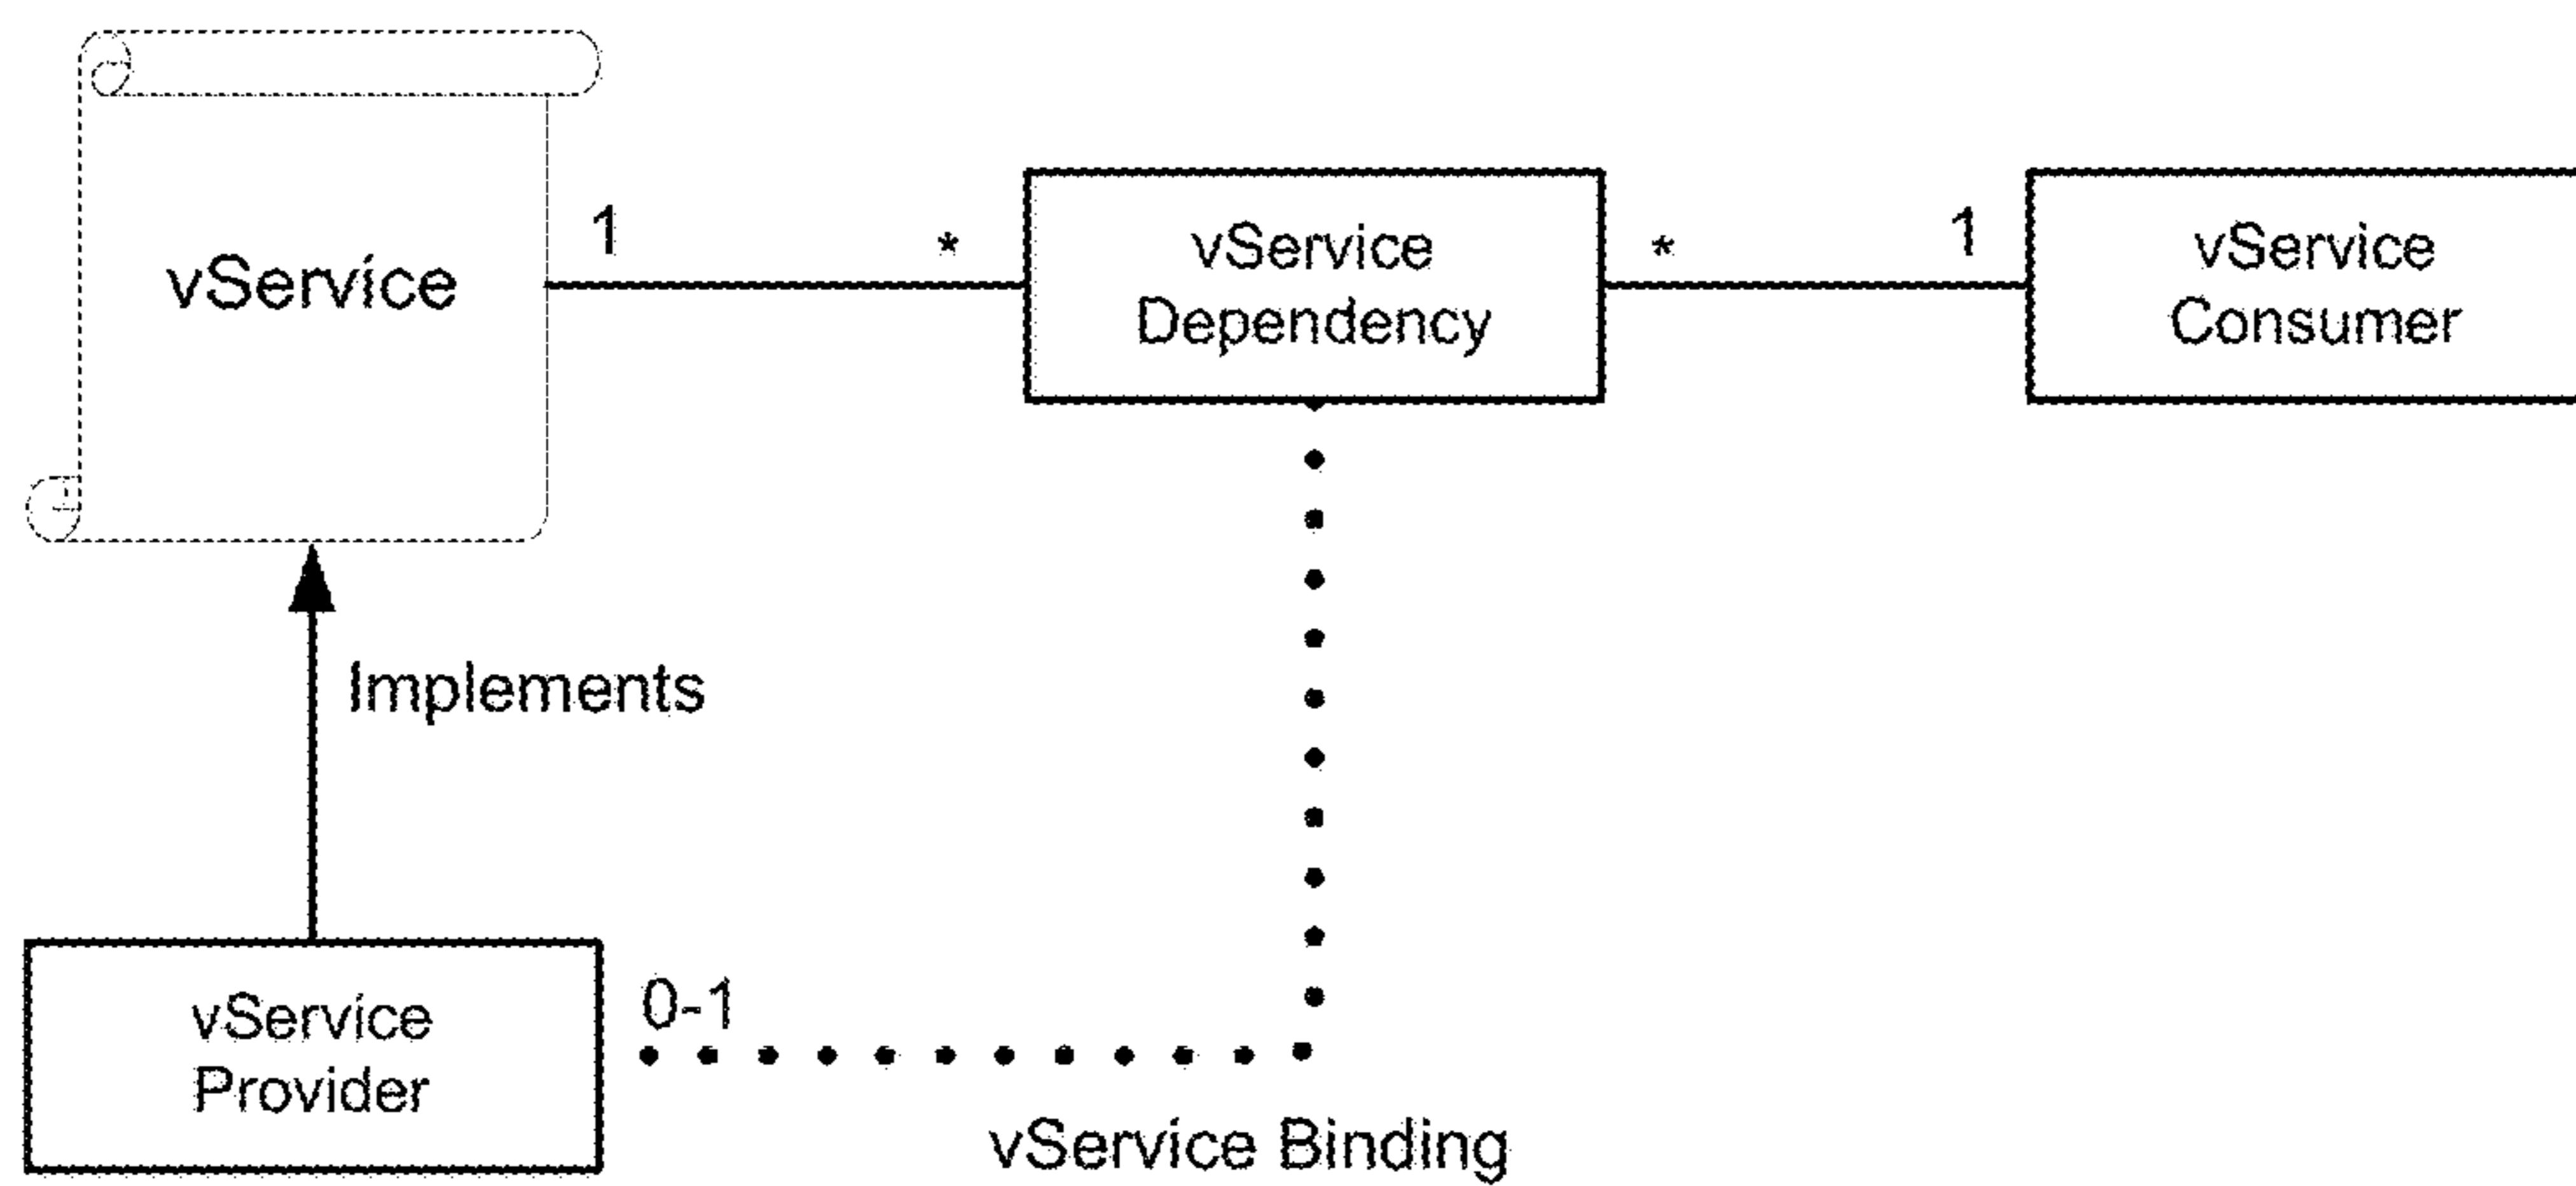 vService
1
*
vService
Dependency
*
1
vService
Consumer
Implements
vService
Provider
0-1
vService Binding